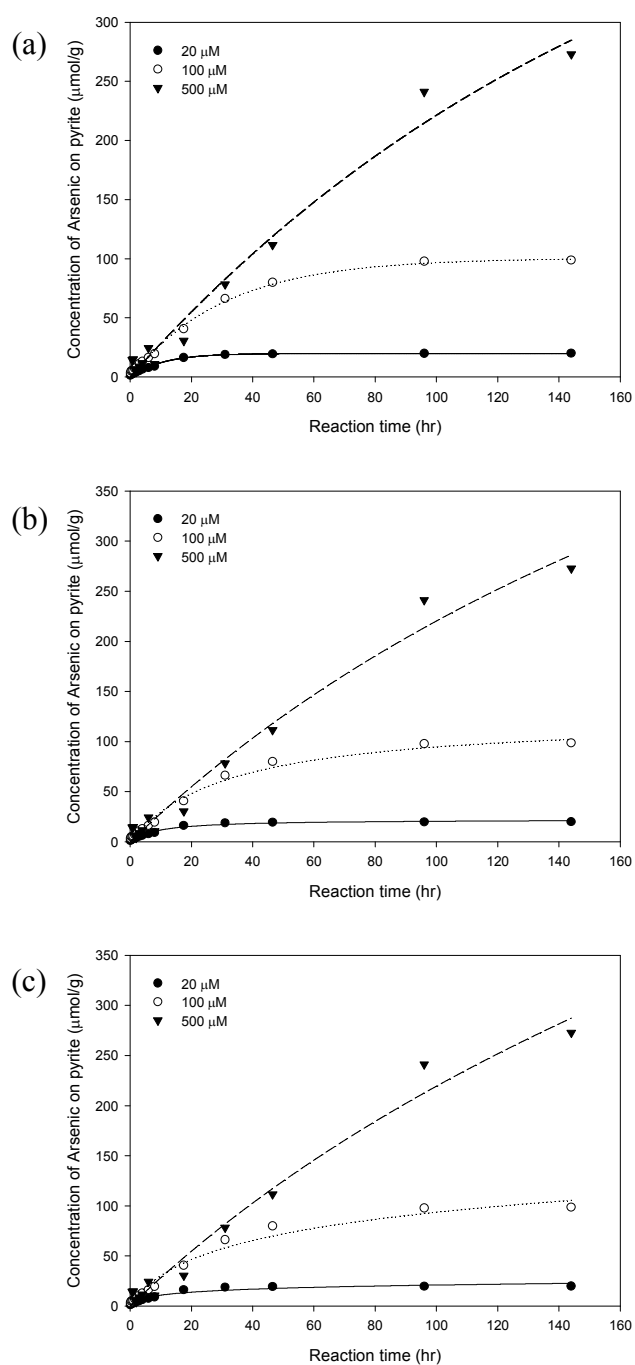 (a)
20 μM
100 μM
500 μM
Concentration of Arsenic on pyrite (μmol/g)
300
250
200
150
100
50
0
0 20 40 60 80 100 120 140 160
Reaction time (hr)
(b)
20 μM
100 μM
500 μM
Concentration of Arsenic on pyrite (μmol/g)
350
300
250
200
150
100
50
0
0 20 40 60 80 100 120 140 160
Reaction time (hr)
(c)
20 μM
100 μM
500 μM
Concentration of Arsenic on pyrite (μmol/g)
350
300
250
200
150
100
50
0
0 20 40 60 80 100 120 140 160
Reaction time (hr)